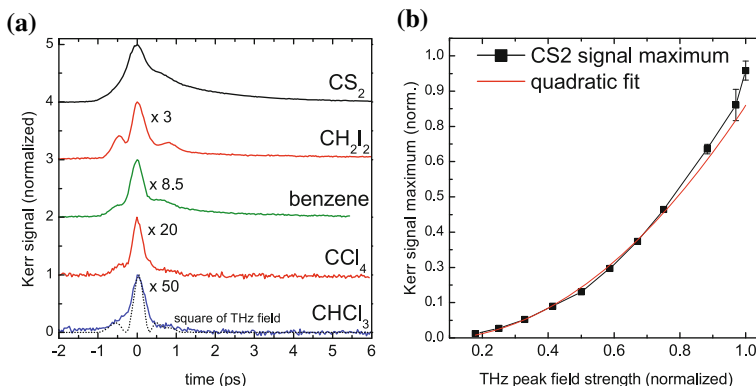 (a)
5
CS2
4
x 3
CH2I2
3
x 8.5
benzene
2
x 20
CCl4
1
x 50
CHCl3
square of THz field
0
-2 -1 0 1 2 3 4 5 6
time (ps)
Kerr signal (normalized)
(b)
CS2 signal maximum
quadratic fit
1.0
0.9
0.8
0.6
0.5
0.4
0.3
0.1
0.0
0.2 0.4 0.6 0.8 1.0
THz peak field strength (normalized)
Kerr signal maximum (norm.)